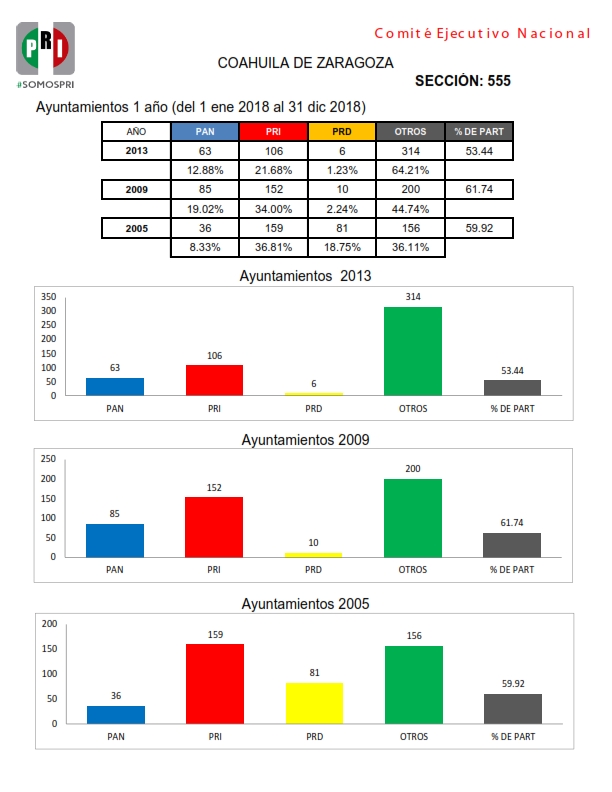 Comité Ejecutivo Nacional
PRI
#SOMOSPRI
COAHUILA DE ZARAGOZA
SECCIÓN: 555
Ayuntamientos 1 año (del 1 ene 2018 al 31 dic 2018)
AÑO PAN PRI PRD OTROS % DE PART
2013 63 106 6 314 53.44
12.88% 21.68% 1.23% 64.21%
2009 85 152 10 200 61.74
19.02% 34.00% 2.24% 44.74%
2005 36 159 81 156 59.92
8.33% 36.81% 18.75% 36.11%
Ayuntamientos 2013
350
300
250
200
150
100
50
0
63 106 6 314 53.44
PAN PRI PRD OTROS % DE PART
Ayuntamientos 2009
250
200
150
100
50
0
85 152 10 200 61.74
PAN PRI PRD OTROS % DE PART
Ayuntamientos 2005
200
150
100
50
0
36 159 81 156 59.92
PAN PRI PRD OTROS % DE PART